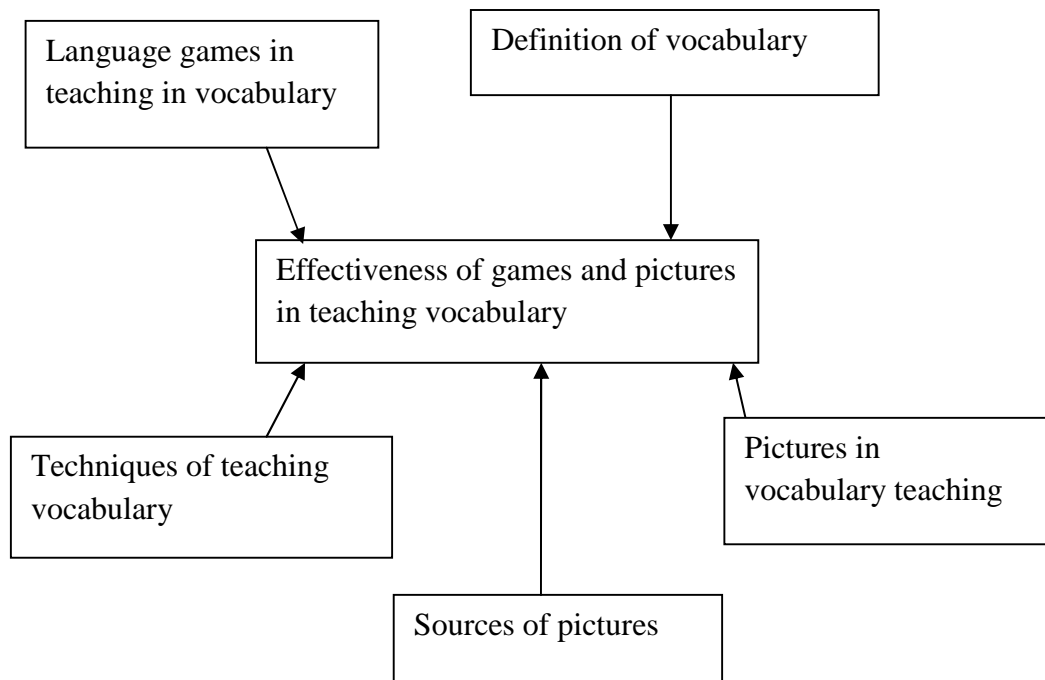 Language games in
teaching in vocabulary
Definition of vocabulary
Effectiveness of games and pictures
in teaching vocabulary
Techniques of teaching
vocabulary
Pictures in
vocabulary teaching
Sources of pictures